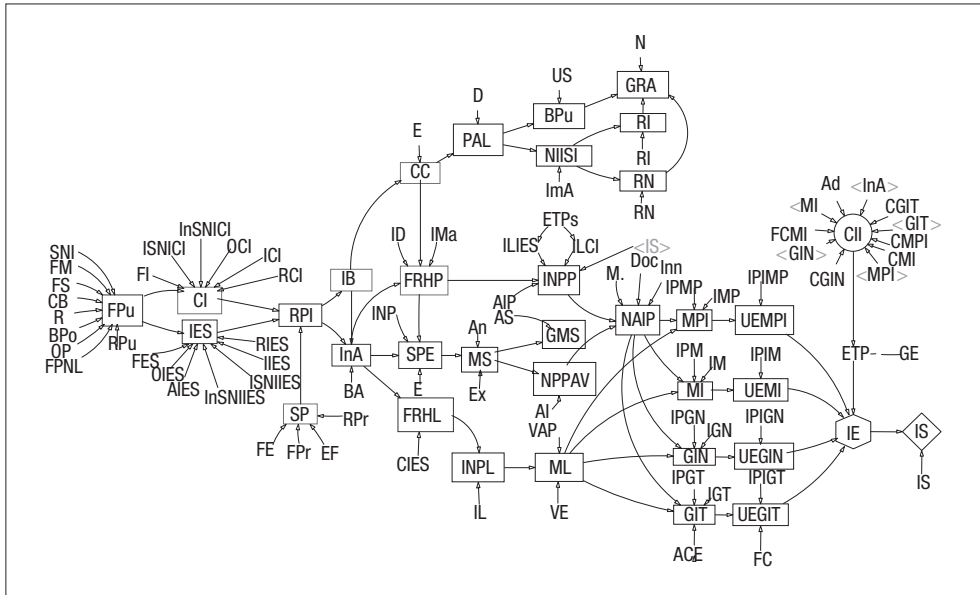 N
US
GRA
D
BPu
E
PAL
RI
NIISI
CC
RI
RN
ImA
RN
ETPs
Ad
<InA>
<MI
CGIT
InSNICI
ID
IMa
ILIES
ILCI
<IS>
FCMI
CII
<GIT>
SNI
ISNICI
OCI
Doc
CMPI
FM
FI
ICI
M.
Inn
<GIN>
CMI
FS
RCI
IB
FRHP
INPP
IPMP
IPIMP
CGIN
<MPI>
CB
CI
AIP
IMP
R
FPu
RPI
INP
AS
NAIP
MPI
UEMPI
BPo
IES
An
GMS
OP
RPu
RIES
InA
SPE
MS
IPM
IPIM
ETP
GE
FPNL
FES
IIES
NPPAV
IM
OIES
ISNIIES
BA
E
Ex
MI
UEMI
AIES
InSNIIES
AI
SP
RPr
FRHL
VAP
IPGN
IPIGN
IE
IS
FE
FPr
EF
IGN
CIES
INPL
ML
GIN
UEGIN
IPGT
IPIGT
IS
IL
VE
IGT
GIT
UEGIT
ACE
FC